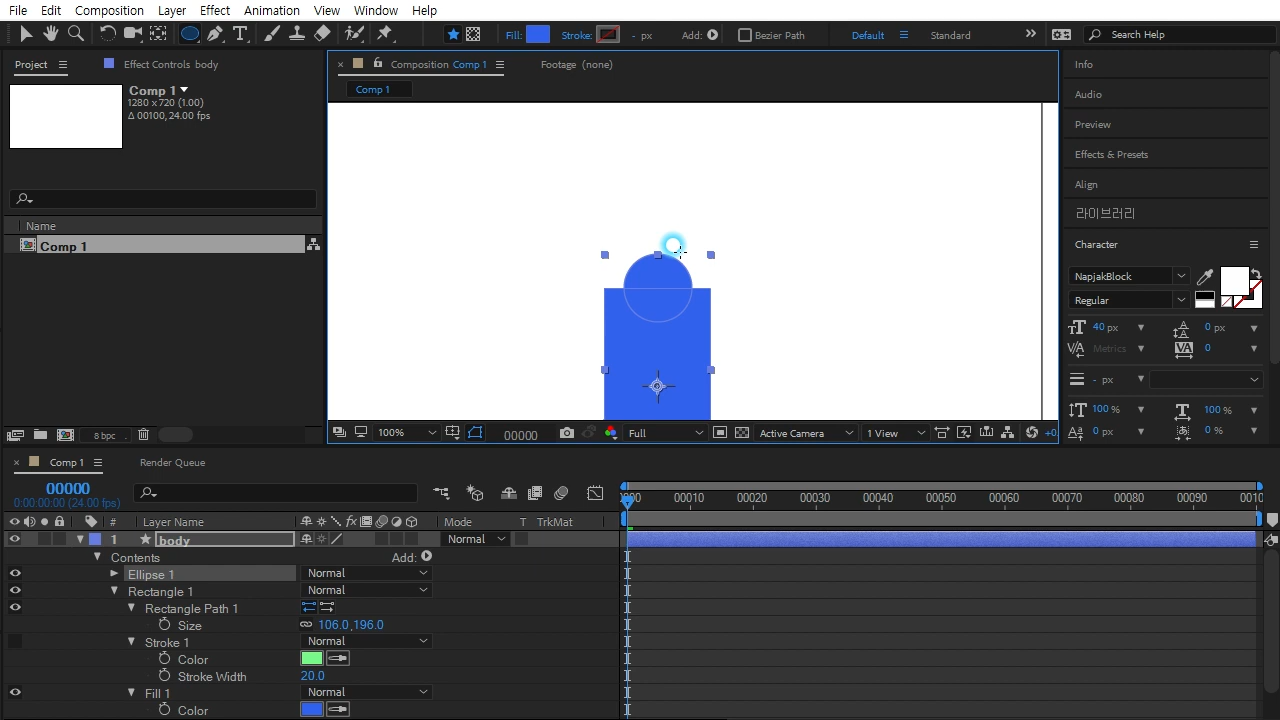 File Edit Composition Layer Effect Animation View Window Help
Fill: Stroke: - px Add: Bezier Path Default Standard Search Help
Project Effect Controls body
Comp 1
1280 x 720 (1.00)
Δ 00100, 24.00 fps
Name
Comp 1
8 bpc
Composition Comp 1 Footage (none)
Comp 1
100% 00000 Full Active Camera 1 View +0
Info
Audio
Preview
Effects & Presets
Align
라이브러리
Character
NapjakBlock
Regular
40 px 0 px
Metrics 0
- px
100 % 100 %
0 px 0 %
Comp 1 Render Queue
00000
0:00:00:00 (24.00 fps)
00010 00020 00030 00040 00050 00060 00070 00080 00090
# Layer Name Mode T TrkMat
1 body Normal
Contents Add:
Ellipse 1 Normal
Rectangle 1 Normal
Rectangle Path 1
Size 106.0,196.0
Stroke 1 Normal
Color
Stroke Width 20.0
Fill 1 Normal
Color